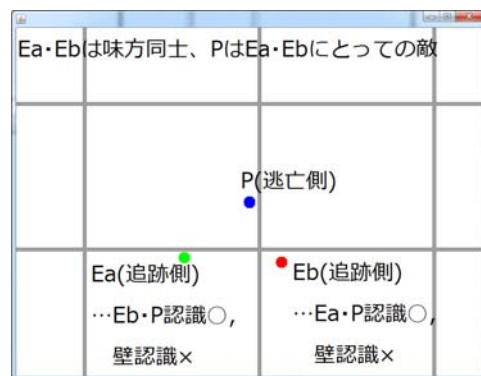 Ea・Ebは味方同士、PはEa・Ebにとっての敵
P(逃亡側)
Ea(追跡側)
…Eb・P認識○,
壁認識×
Eb(追跡側)
…Ea・P認識○,
壁認識×